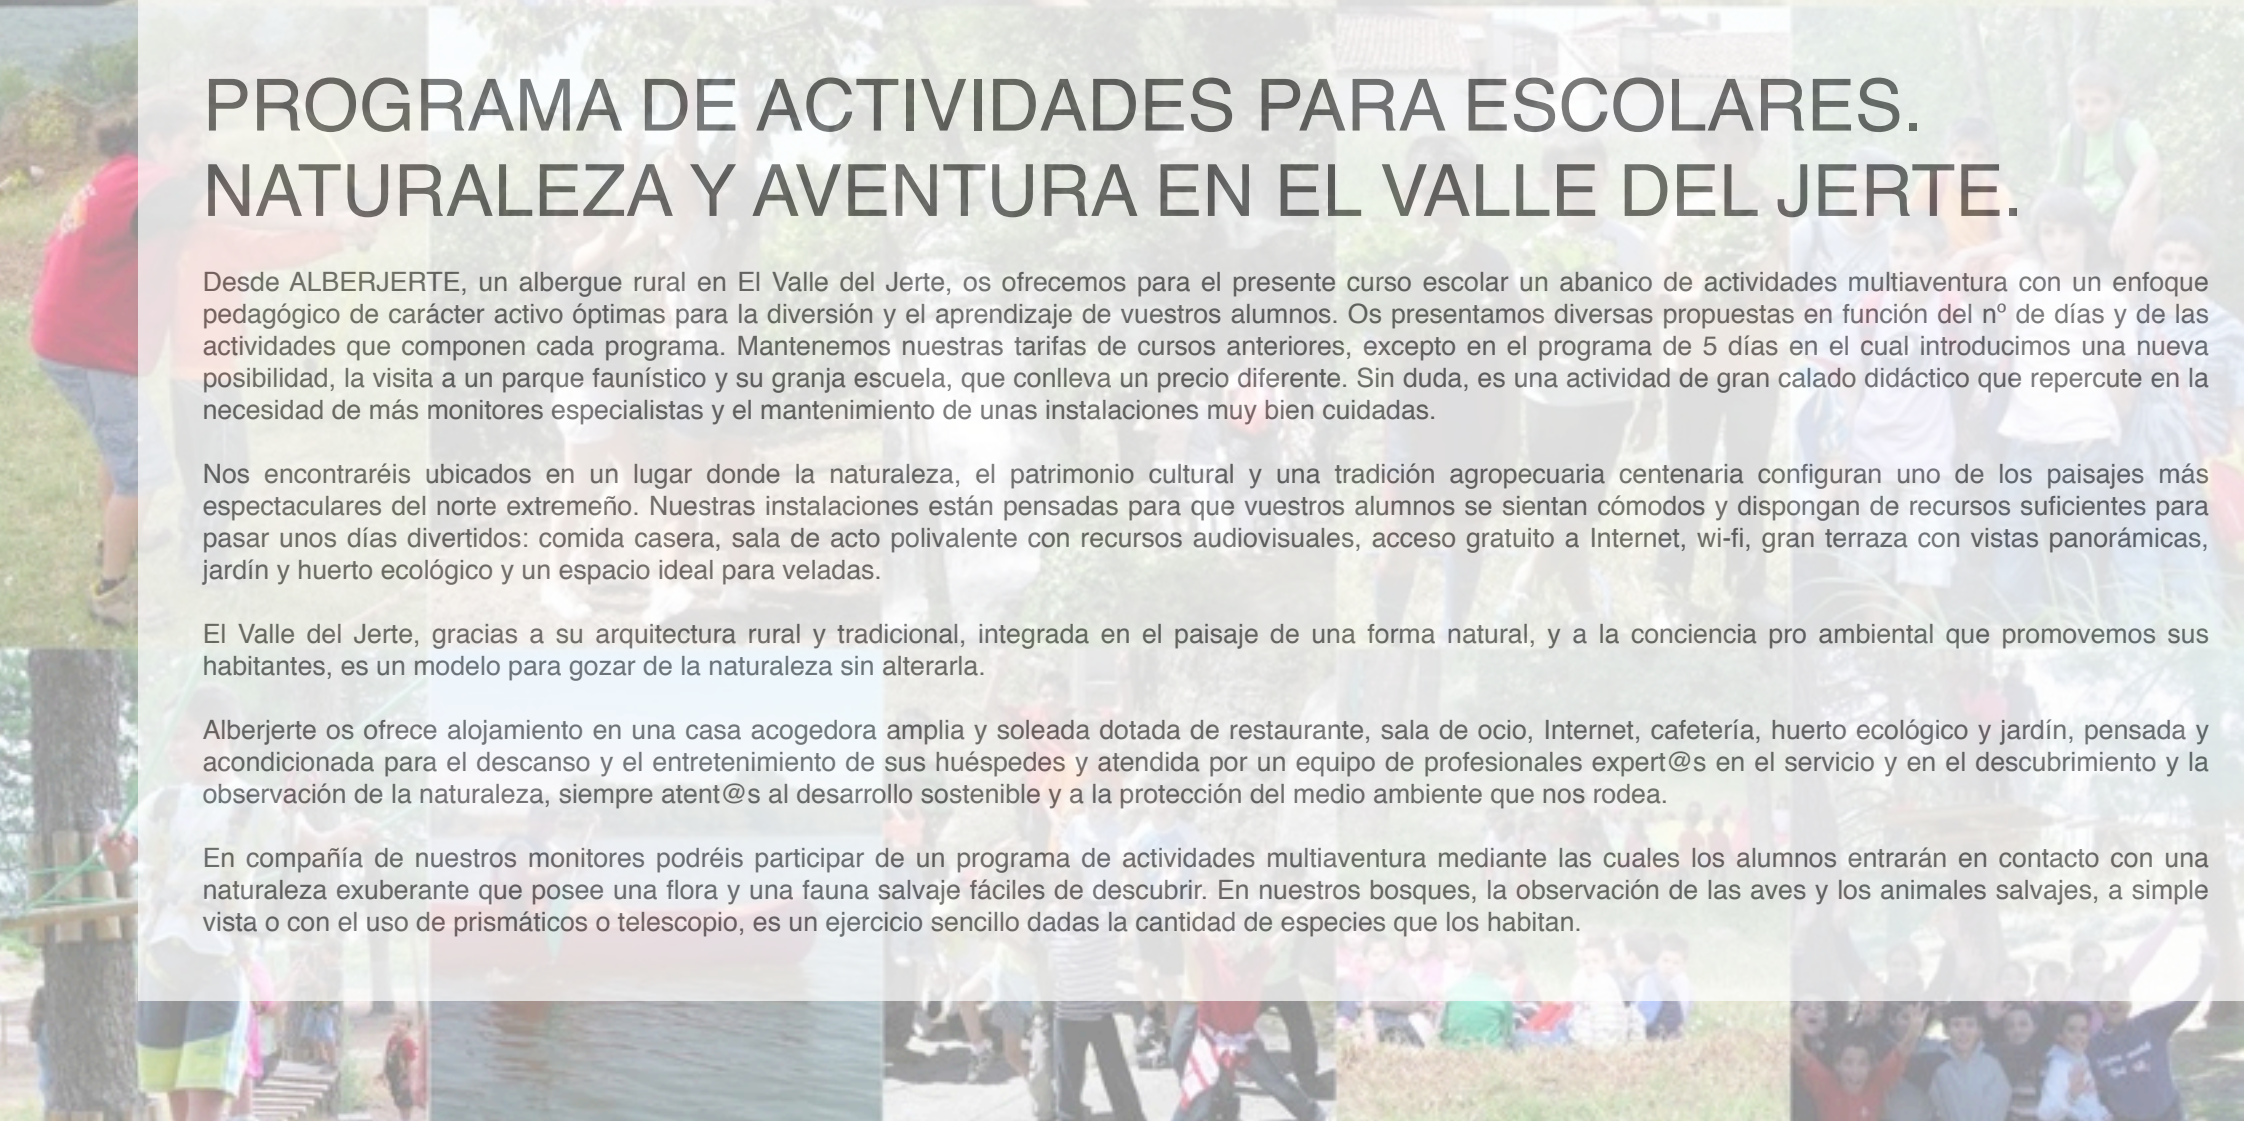 PROGRAMA DE ACTIVIDADES PARA ESCOLARES.
NATURALEZA Y AVENTURA EN EL VALLE DEL JERTE.
Desde ALBERJERTE, un albergue rural en El Valle del Jerte, os ofrecemos para el presente curso escolar un abanico de actividades multiaventura con un enfoque
pedagógico de carácter activo óptimas para la diversión y el aprendizaje de vuestros alumnos. Os presentamos diversas propuestas en función del nº de días y de las
actividades que componen cada programa. Mantenemos nuestras tarifas de cursos anteriores, excepto en el programa de 5 días en el cual introducimos una nueva
posibilidad, la visita a un parque faunístico y su granja escuela, que conlleva un precio diferente. Sin duda, es una actividad de gran calado didáctico que repercute en la
necesidad de más monitores especialistas y el mantenimiento de unas instalaciones muy bien cuidadas.
Nos encontraréis ubicados en un lugar donde la naturaleza, el patrimonio cultural y una tradición agropecuaria centenaria configuran uno de los paisajes más
espectaculares del norte extremeño. Nuestras instalaciones están pensadas para que vuestros alumnos se sientan cómodos y dispongan de recursos suficientes para
pasar unos días divertidos: comida casera, sala de acto polivalente con recursos audiovisuales, acceso gratuito a Internet, wi-fi, gran terraza con vistas panorámicas,
jardín y huerto ecológico y un espacio ideal para veladas.
El Valle del Jerte, gracias a su arquitectura rural y tradicional, integrada en el paisaje de una forma natural, y a la conciencia pro ambiental que promovemos sus
habitantes, es un modelo para gozar de la naturaleza sin alterarla.
Alberjerte os ofrece alojamiento en una casa acogedora amplia y soleada dotada de restaurante, sala de ocio, Internet, cafetería, huerto ecológico y jardín, pensada y
acondicionada para el descanso y el entretenimiento de sus huéspedes y atendida por un equipo de profesionales expert@s en el servicio y en el descubrimiento y la
observación de la naturaleza, siempre atent@s al desarrollo sostenible y a la protección del medio ambiente que nos rodea.
En compañía de nuestros monitores podréis participar de un programa de actividades multiaventura mediante las cuales los alumnos entrarán en contacto con una
naturaleza exuberante que posee una flora y una fauna salvaje fáciles de descubrir. En nuestros bosques, la observación de las aves y los animales salvajes, a simple
vista o con el uso de prismáticos o telescopio, es un ejercicio sencillo dadas la cantidad de especies que los habitan.